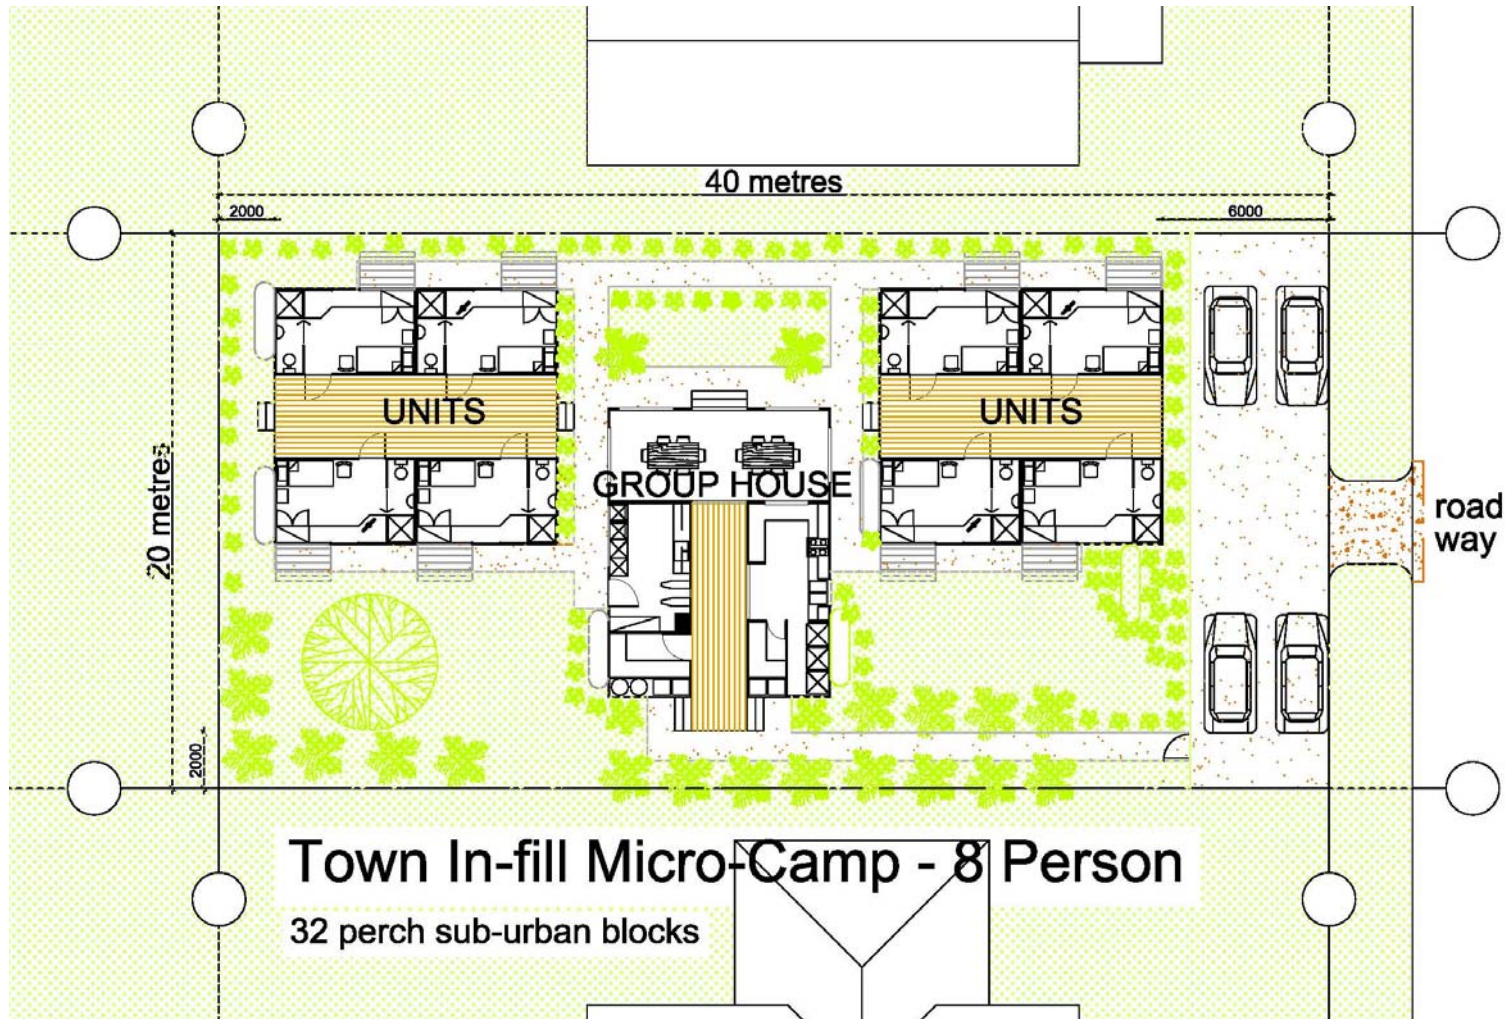 40 metres
2000
6000
UNITS
UNITS
GROUP HOUSE
20 metres
road
way
2000
Town In-fill Micro-Camp - 8 Person
32 perch sub-urban blocks